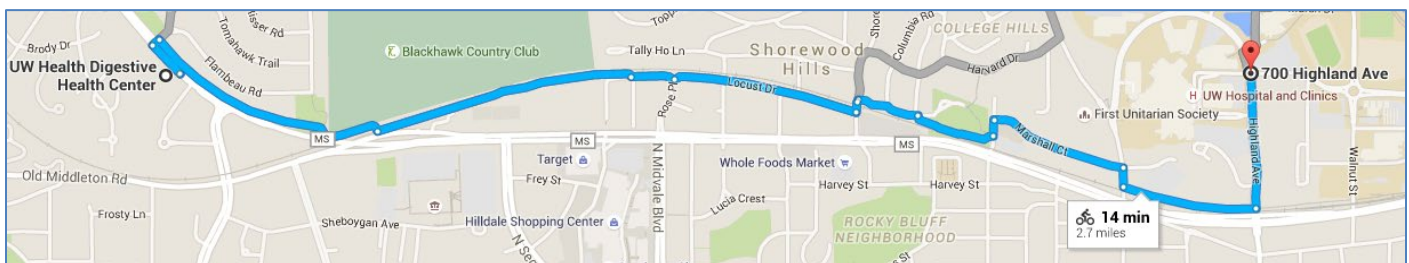 Brody Dr
Tomahawk Trail
Flambeau Rd
UW Health Digestive
Health Center
Blackhawk Country Club
Tally Ho Ln
Shorewood
Hills
Columbia Rd
COLLEGE HILLS
Harvard Dr
700 Highland Ave
H UW Hospital and Clinics
First Unitarian Society
Highland Ave
Walnut St
Rose Pl
Locust Dr
Marshall Ct
MS
MS
MS
Old Middleton Rd
Frosty Ln
Sheboygan Ave
Target
Frey St
Hilldale Shopping Center
N Midvale Blvd
Whole Foods Market
Harvey St
Harvey St
Lucia Crest
ROCKY BLUFF
NEIGHBORHOOD
14 min
2.7 miles